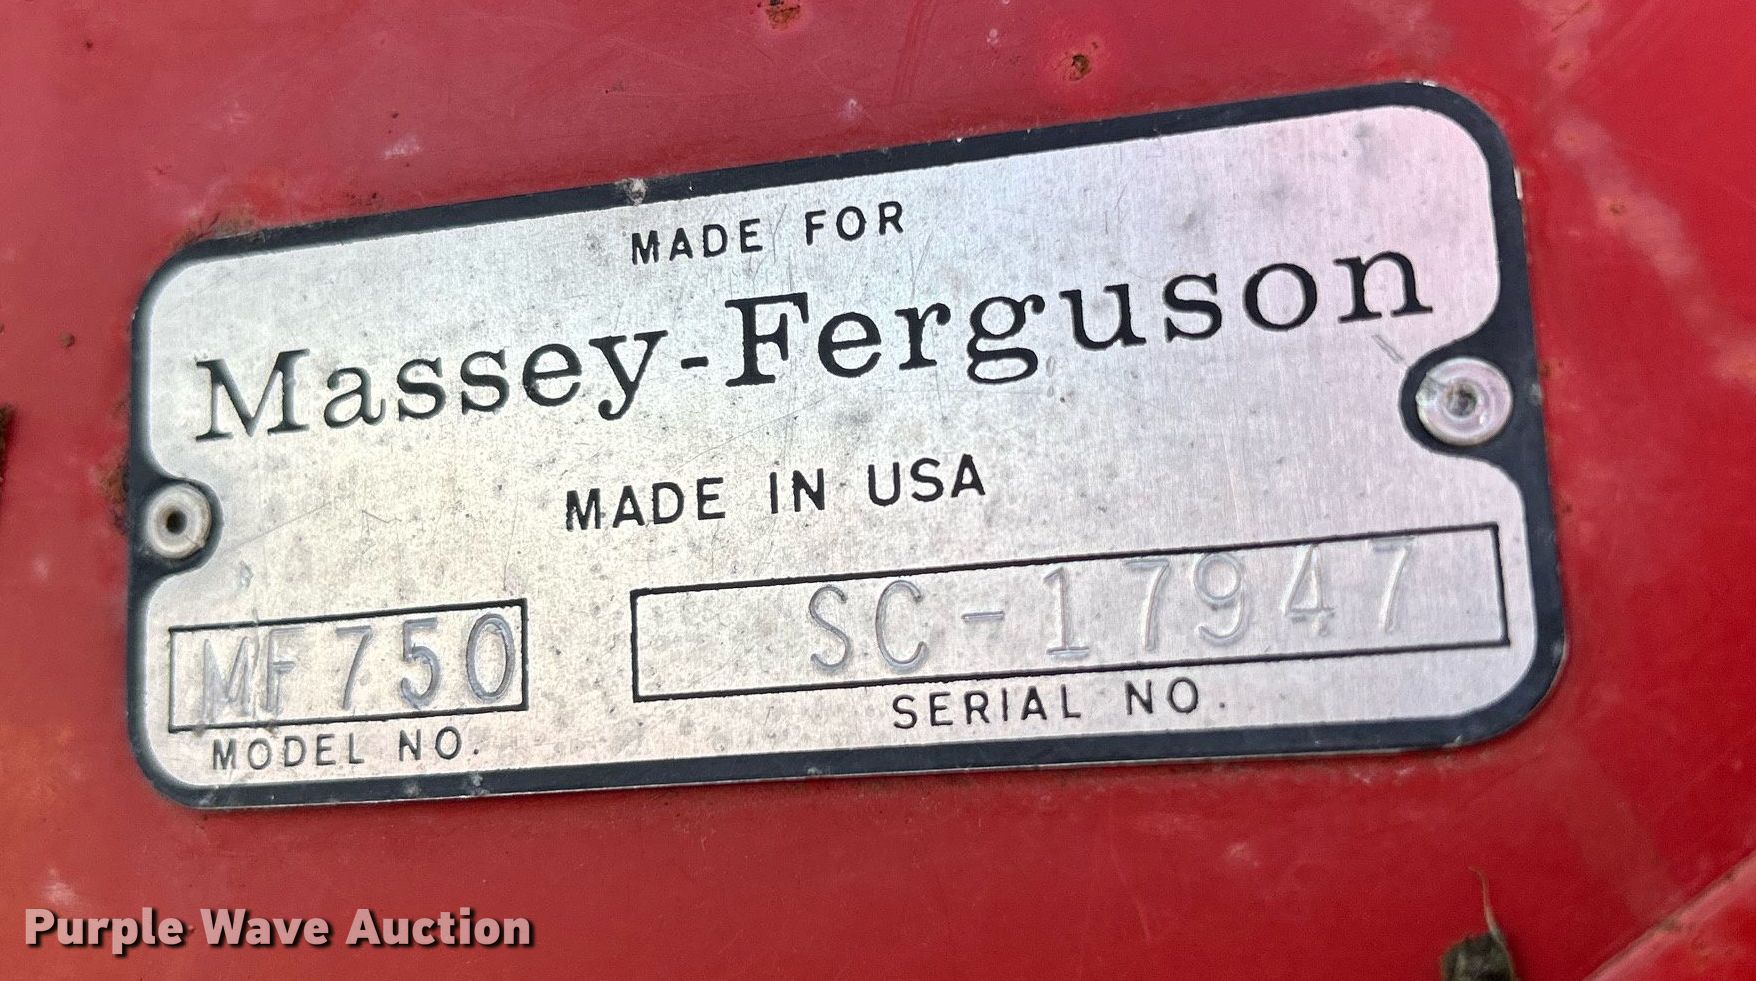 MADE FOR
Massey-Ferguson
MADE IN USA
MF750
MODEL NO.
SC-17947
SERIAL NO.
Purple Wave Auction